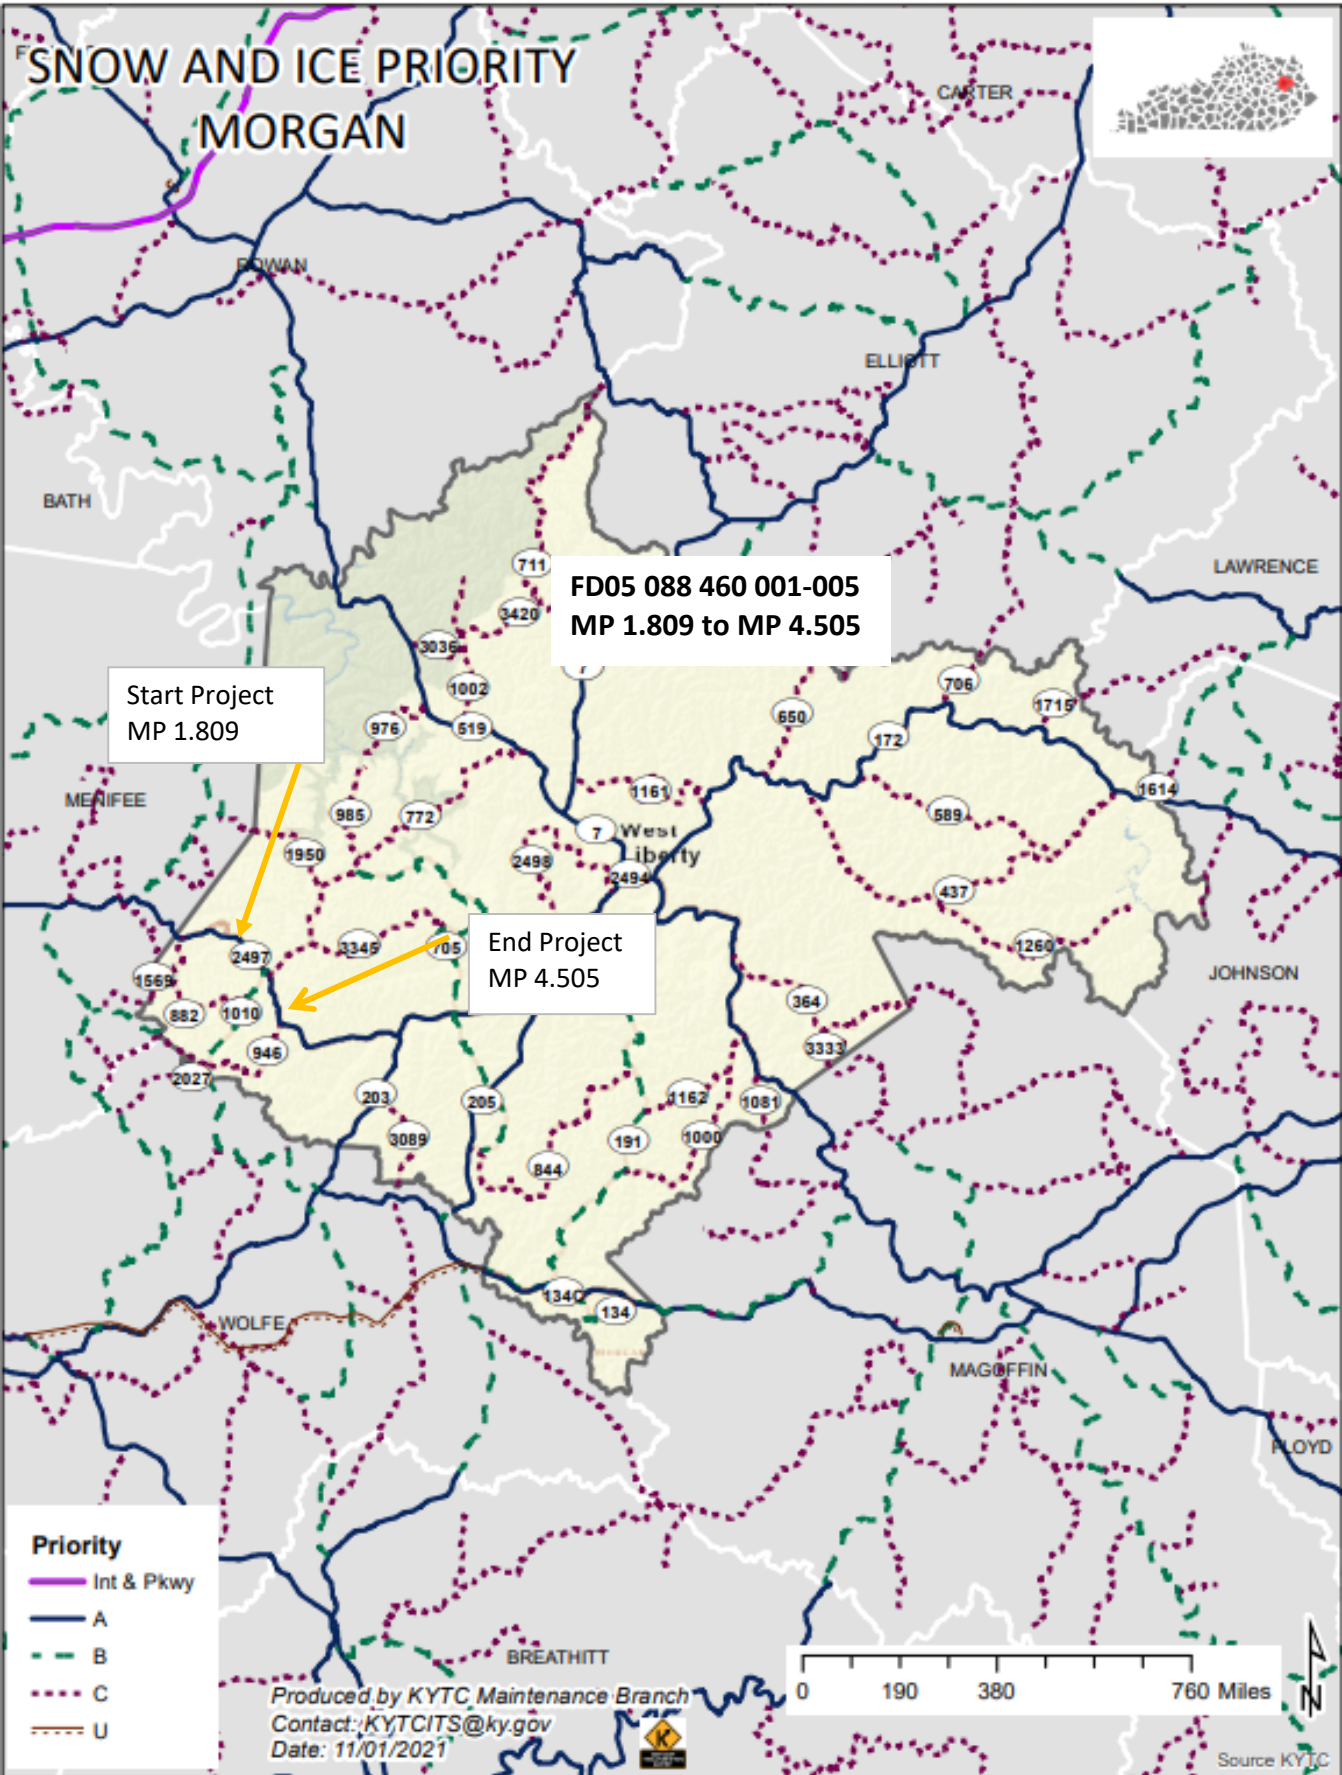 SNOW AND ICE PRIORITY
MORGAN
CARTER
ROWAN
ELLIOTT
BATH
LAWRENCE
711
FD05 088 460 001-005
MP 1.809 to MP 4.505
3420
3036
7
Start Project
MP 1.809
1002
706
1715
976
519
650
172
MENIFEE
1161
1614
985
772
589
7
West
Liberty
1950
2498
2494
437
3345
705
End Project
MP 4.505
2497
1260
1569
JOHNSON
882
1010
364
946
3333
2027
203
205
1162
1081
3089
191
1000
844
134C
134
WOLFE
MAGOFFIN
FLOYD
Priority
Int & Pkwy
A
B
C
U
BREATHITT
Produced by KYTC Maintenance Branch
Contact: KYTCITS@ky.gov
Date: 11/01/2021
0 190 380 760 Miles
N
Source KYTC